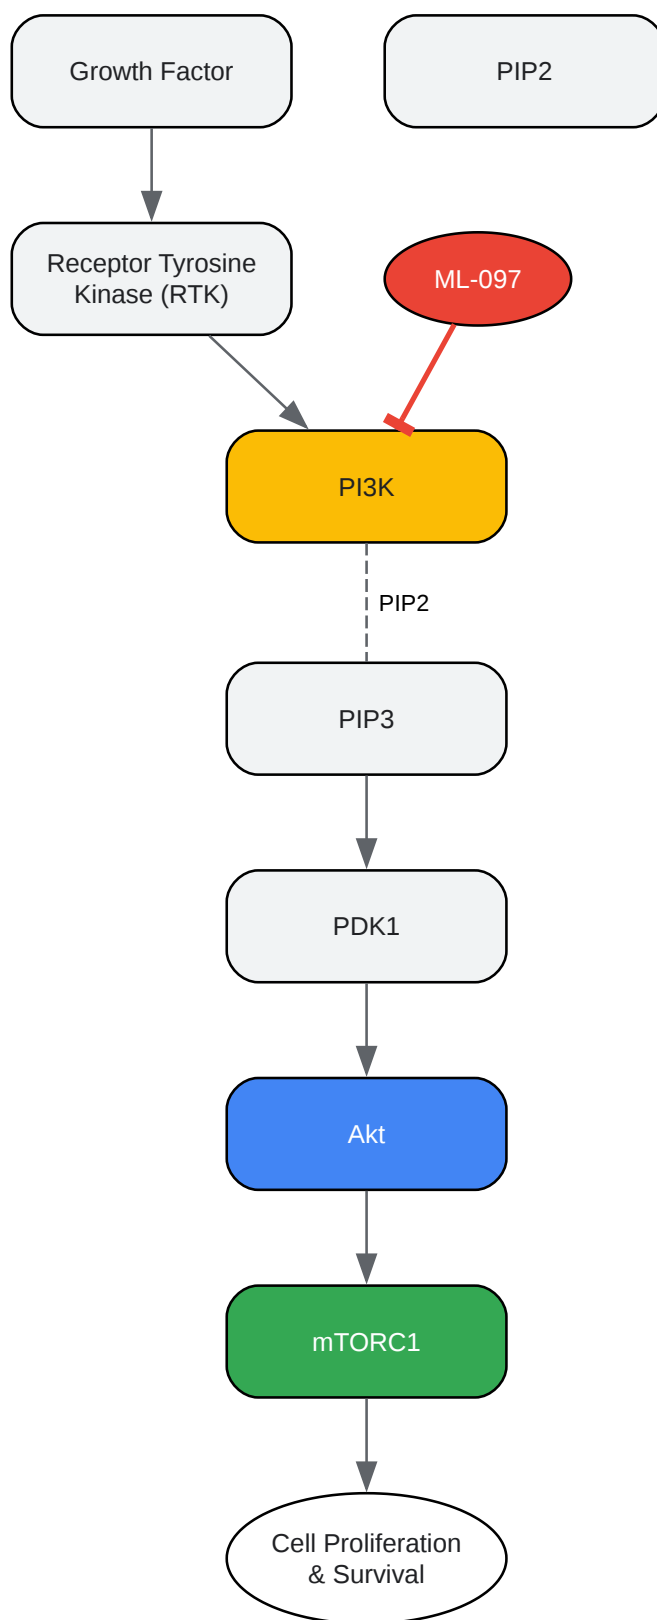 Growth Factor
PIP2
Receptor Tyrosine
Kinase (RTK)
ML-097
PI3K
PIP2
PIP3
PDK1
Akt
mTORC1
Cell Proliferation
& Survival